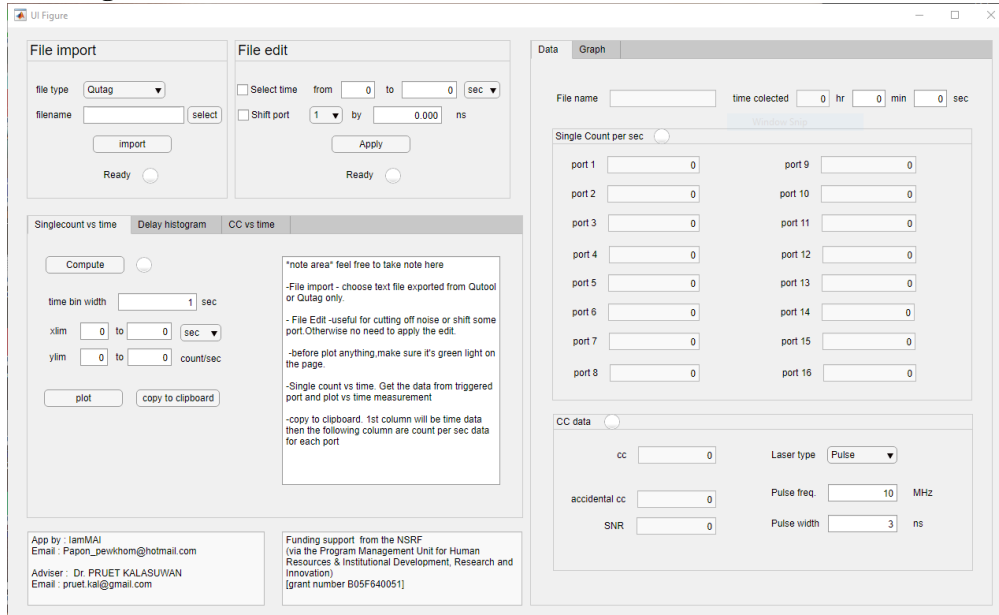 UI Figure
File import
file type Qutag
filename select
import
Ready
File edit
Select time from 0 to 0 sec
Shift port 1 by 0.000 ns
Apply
Ready
Singlecount vs time Delay histogram CC vs time
Compute
time bin width 1 sec
xlim 0 to 0 sec
ylim 0 to 0 count/sec
plot copy to clipboard
*note area* feel free to take note here
-File import - choose text file exported from Qutool
or Qutag only.
- File Edit -useful for cutting off noise or shift some
port.Otherwise no need to apply the edit.
-before plot anything,make sure it's green light on
the page.
-Single count vs time. Get the data from triggered
port and plot vs time measurement
-copy to clipboard. 1st column will be time data
then the following column are count per sec data
for each port
App by : IamMAI
Email : Papon_pewkhom@hotmail.com
Adviser : Dr. PRUET KALASUWAN
Email : pruet.kal@gmail.com
Funding support from the NSRF
(via the Program Management Unit for Human
Resources & Institutional Development, Research and
Innovation)
[grant number B05F640051]
Data Graph
File name time colected 0 hr 0 min 0 sec
Window Snip
Single Count per sec
port 1 0 port 9 0
port 2 0 port 10 0
port 3 0 port 11 0
port 4 0 port 12 0
port 5 0 port 13 0
port 6 0 port 14 0
port 7 0 port 15 0
port 8 0 port 16 0
CC data
cc 0 Laser type Pulse
accidental cc 0 Pulse freq. 10 MHz
SNR 0 Pulse width 3 ns